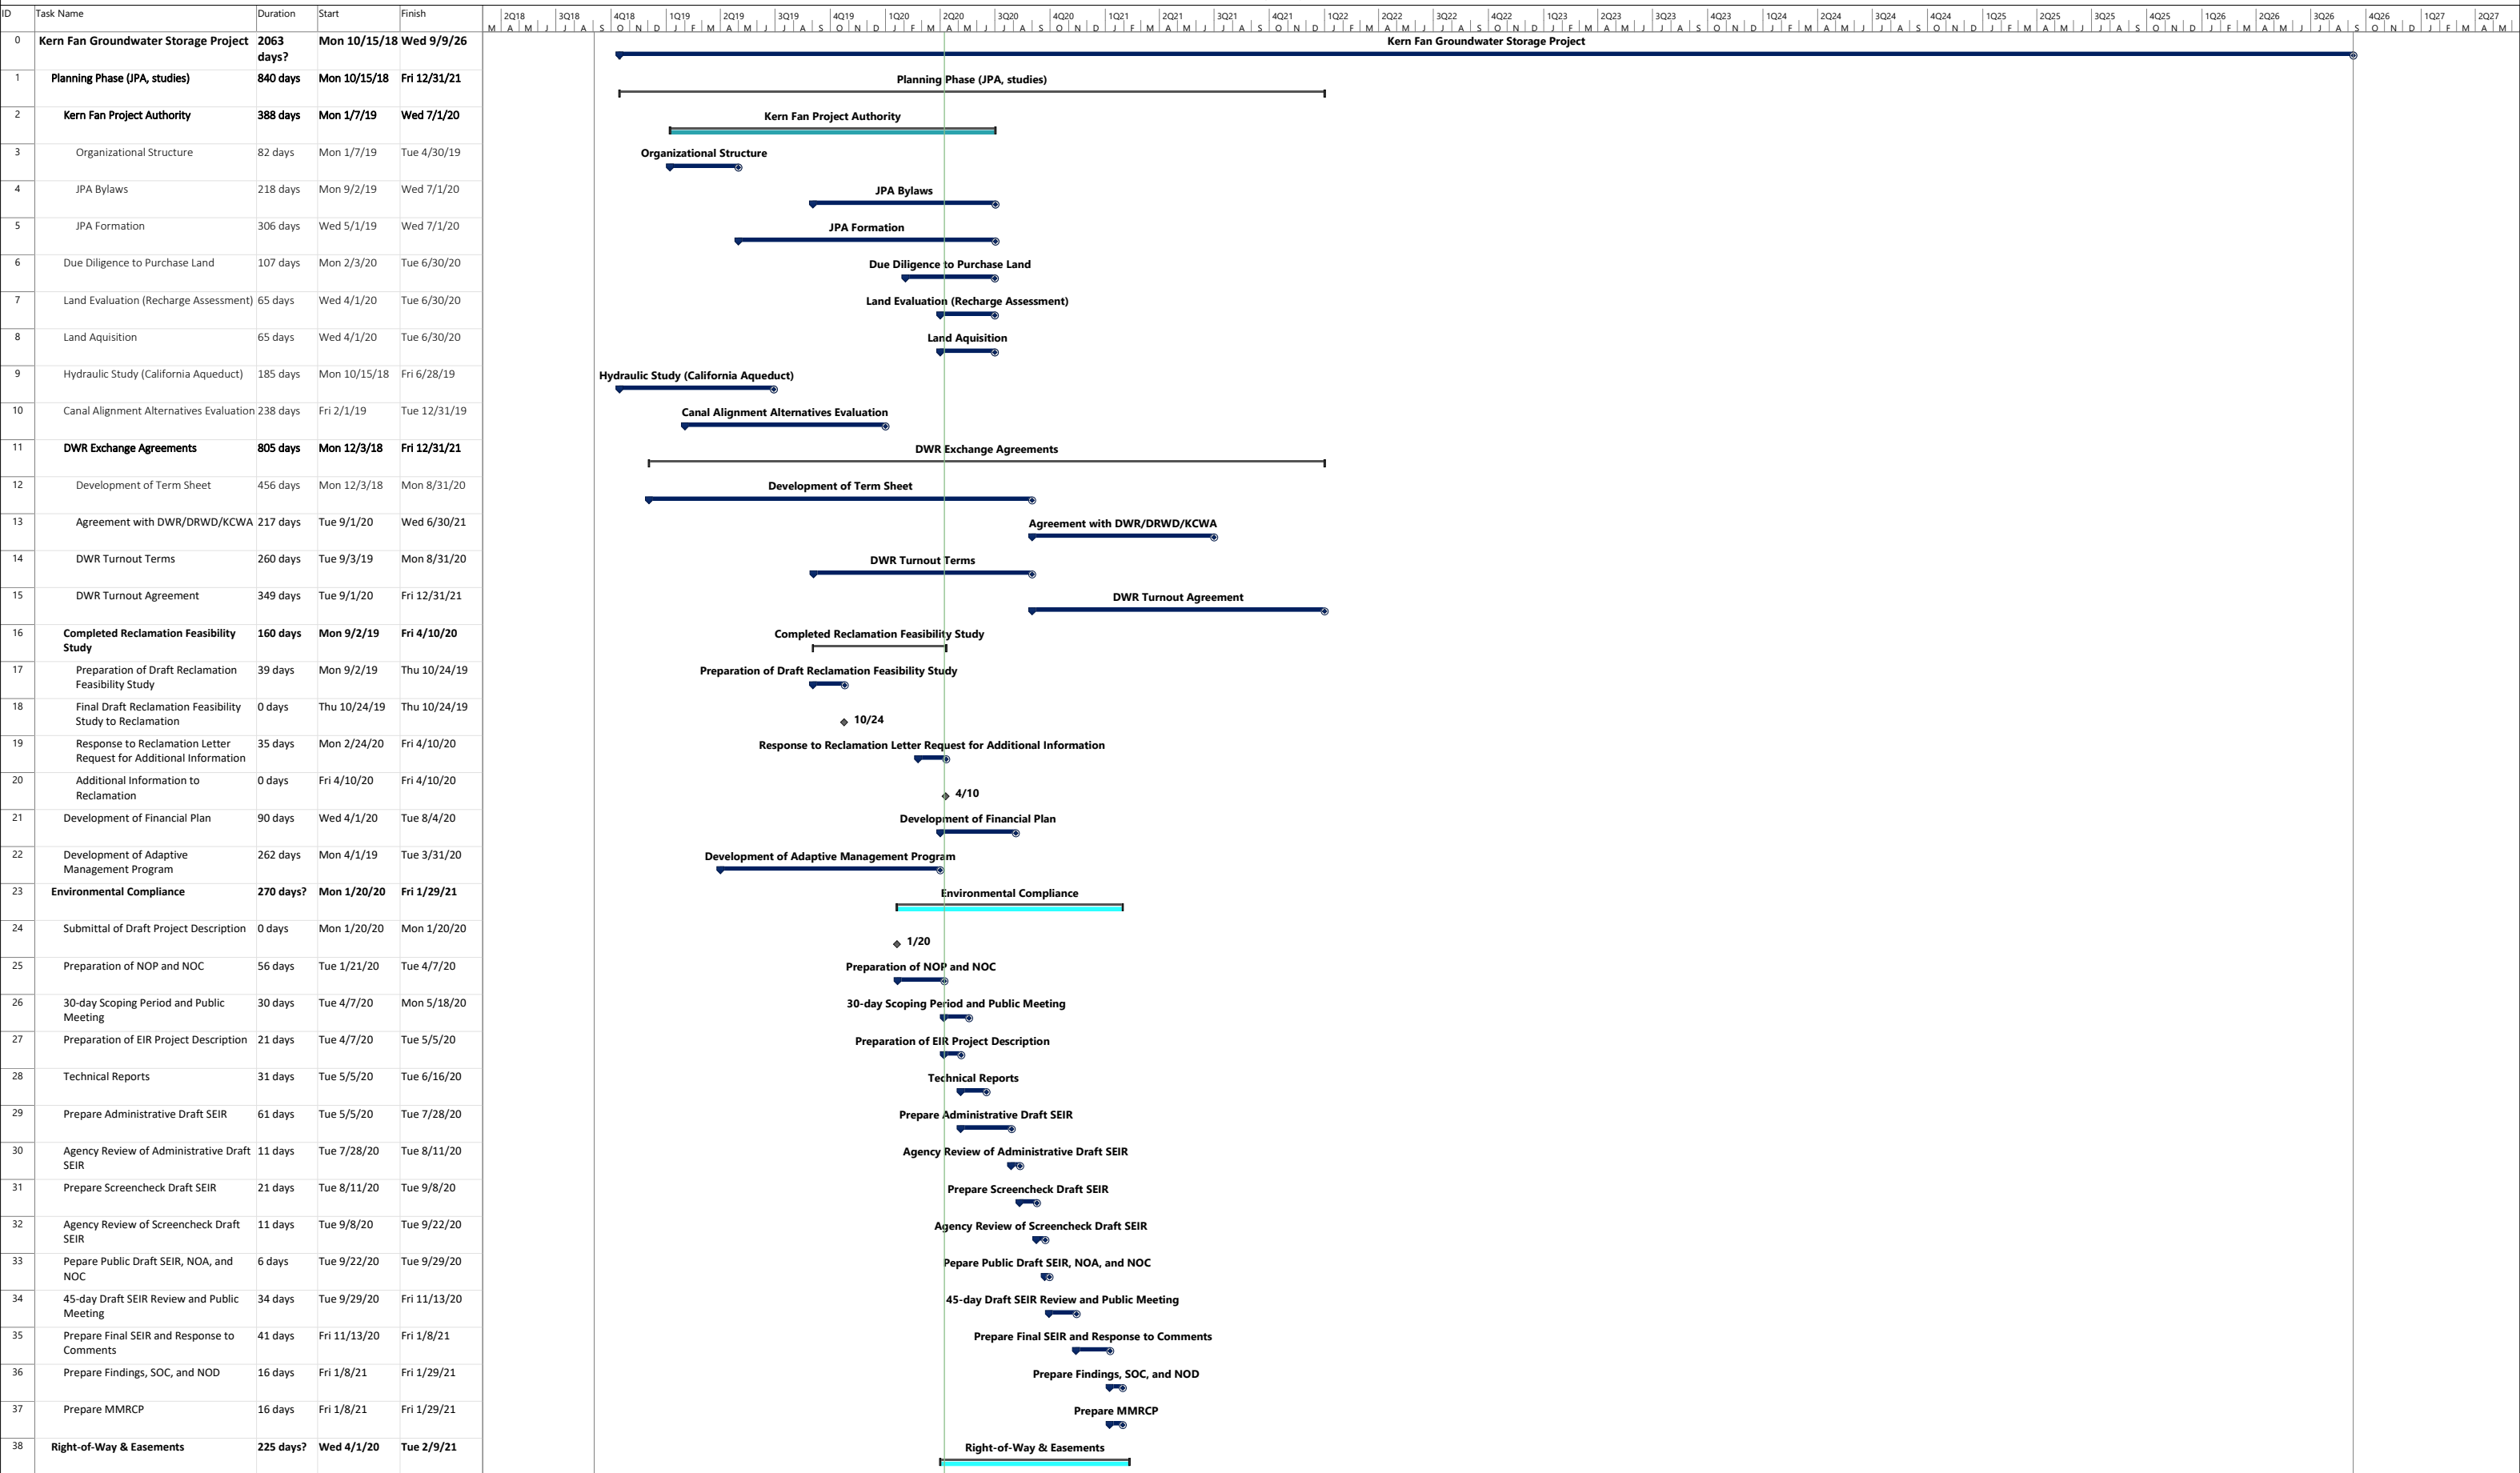 ID Task Name Duration Start Finish
2Q18 3Q18 4Q18 1Q19 2Q19 3Q19 4Q19 1Q20 2Q20 3Q20 4Q20 1Q21 2Q21 3Q21 4Q21 1Q22 2Q22 3Q22 4Q22 1Q23 2Q23 3Q23 4Q23 1Q24 2Q24 3Q24 4Q24 1Q25 2Q25 3Q25 4Q25 1Q26 2Q26 3Q26 4Q26 1Q27 2Q27
M A M J J A S O N D J F M A M J J A S O N D J F M A M J J A S O N D J F M A M J J A S O N D J F M A M J J A S O N D J F M A M J J A S O N D J F M A M J J A S O N D J F M A M J J A S O N D J F M A M J J A S O N D J F M A M
0 Kern Fan Groundwater Storage Project 2063 Mon 10/15/18 Wed 9/9/26
days?
Kern Fan Groundwater Storage Project
1 Planning Phase (JPA, studies) 840 days Mon 10/15/18 Fri 12/31/21
Planning Phase (JPA, studies)
2 Kern Fan Project Authority 388 days Mon 1/7/19 Wed 7/1/20
Kern Fan Project Authority
3 Organizational Structure 82 days Mon 1/7/19 Tue 4/30/19
Organizational Structure
4 JPA Bylaws 218 days Mon 9/2/19 Wed 7/1/20
JPA Bylaws
5 JPA Formation 306 days Wed 5/1/19 Wed 7/1/20
JPA Formation
6 Due Diligence to Purchase Land 107 days Mon 2/3/20 Tue 6/30/20
Due Diligence to Purchase Land
7 Land Evaluation (Recharge Assessment) 65 days Wed 4/1/20 Tue 6/30/20
Land Evaluation (Recharge Assessment)
8 Land Aquisition 65 days Wed 4/1/20 Tue 6/30/20
Land Aquisition
9 Hydraulic Study (California Aqueduct) 185 days Mon 10/15/18 Fri 6/28/19
Hydraulic Study (California Aqueduct)
10 Canal Alignment Alternatives Evaluation 238 days Fri 2/1/19 Tue 12/31/19
Canal Alignment Alternatives Evaluation
11 DWR Exchange Agreements 805 days Mon 12/3/18 Fri 12/31/21
DWR Exchange Agreements
12 Development of Term Sheet 456 days Mon 12/3/18 Mon 8/31/20
Development of Term Sheet
13 Agreement with DWR/DRWD/KCWA 217 days Tue 9/1/20 Wed 6/30/21
Agreement with DWR/DRWD/KCWA
14 DWR Turnout Terms 260 days Tue 9/3/19 Mon 8/31/20
DWR Turnout Terms
15 DWR Turnout Agreement 349 days Tue 9/1/20 Fri 12/31/21
DWR Turnout Agreement
16 Completed Reclamation Feasibility 160 days Mon 9/2/19 Fri 4/10/20
Study
Completed Reclamation Feasibility Study
17 Preparation of Draft Reclamation 39 days Mon 9/2/19 Thu 10/24/19
Feasibility Study
Preparation of Draft Reclamation Feasibility Study
18 Final Draft Reclamation Feasibility 0 days Thu 10/24/19 Thu 10/24/19
Study to Reclamation
10/24
19 Response to Reclamation Letter 35 days Mon 2/24/20 Fri 4/10/20
Request for Additional Information
Response to Reclamation Letter Request for Additional Information
20 Additional Information to 0 days Fri 4/10/20 Fri 4/10/20
Reclamation
4/10
21 Development of Financial Plan 90 days Wed 4/1/20 Tue 8/4/20
Development of Financial Plan
22 Development of Adaptive 262 days Mon 4/1/19 Tue 3/31/20
Management Program
Development of Adaptive Management Program
23 Environmental Compliance 270 days? Mon 1/20/20 Fri 1/29/21
Environmental Compliance
24 Submittal of Draft Project Description 0 days Mon 1/20/20 Mon 1/20/20
1/20
25 Preparation of NOP and NOC 56 days Tue 1/21/20 Tue 4/7/20
Preparation of NOP and NOC
26 30-day Scoping Period and Public 30 days Tue 4/7/20 Mon 5/18/20
Meeting
30-day Scoping Period and Public Meeting
27 Preparation of EIR Project Description 21 days Tue 4/7/20 Tue 5/5/20
Preparation of EIR Project Description
28 Technical Reports 31 days Tue 5/5/20 Tue 6/16/20
Technical Reports
29 Prepare Administrative Draft SEIR 61 days Tue 5/5/20 Tue 7/28/20
Prepare Administrative Draft SEIR
30 Agency Review of Administrative Draft 11 days Tue 7/28/20 Tue 8/11/20
SEIR
Agency Review of Administrative Draft SEIR
31 Prepare Screencheck Draft SEIR 21 days Tue 8/11/20 Tue 9/8/20
Prepare Screencheck Draft SEIR
32 Agency Review of Screencheck Draft 11 days Tue 9/8/20 Tue 9/22/20
SEIR
Agency Review of Screencheck Draft SEIR
33 Pepare Public Draft SEIR, NOA, and 6 days Tue 9/22/20 Tue 9/29/20
NOC
Pepare Public Draft SEIR, NOA, and NOC
34 45-day Draft SEIR Review and Public 34 days Tue 9/29/20 Fri 11/13/20
Meeting
45-day Draft SEIR Review and Public Meeting
35 Prepare Final SEIR and Response to 41 days Fri 11/13/20 Fri 1/8/21
Comments
Prepare Final SEIR and Response to Comments
36 Prepare Findings, SOC, and NOD 16 days Fri 1/8/21 Fri 1/29/21
Prepare Findings, SOC, and NOD
37 Prepare MMRCP 16 days Fri 1/8/21 Fri 1/29/21
Prepare MMRCP
38 Right-of-Way & Easements 225 days? Wed 4/1/20 Tue 2/9/21
Right-of-Way & Easements